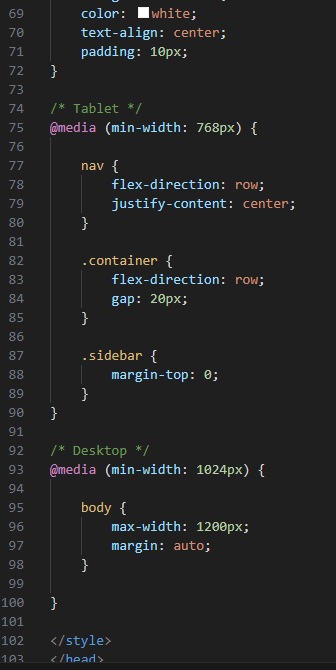 69 color: white;
70 text-align: center;
71 padding: 10px;
72 }
73
74 /* Tablet */
75 @media (min-width: 768px) {
76
77 nav {
78 flex-direction: row;
79 justify-content: center;
80 }
81
82 .container {
83 flex-direction: row;
84 gap: 20px;
85 }
86
87 .sidebar {
88 margin-top: 0;
89 }
90 }
91
92 /* Desktop */
93 @media (min-width: 1024px) {
94
95 body {
96 max-width: 1200px;
97 margin: auto;
98 }
99
100 }
101
102 </style>
103 </head>